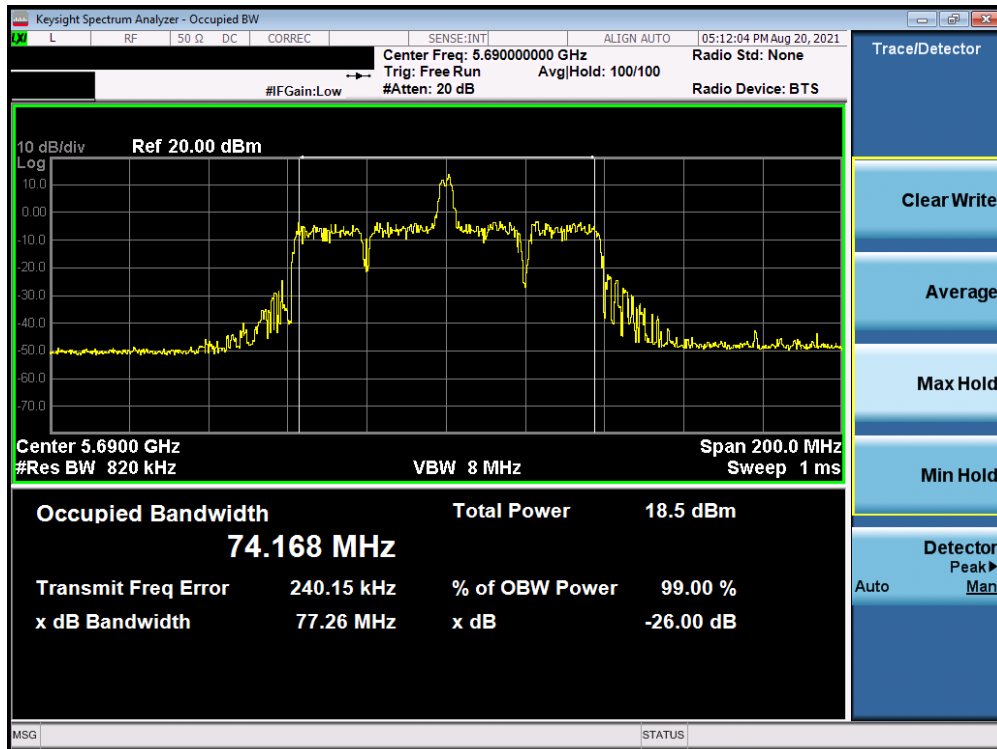 Keysight Spectrum Analyzer - Occupied BW
LXI L RF 50 Ω DC CORREC SENSE:INT ALIGN AUTO 05:12:04 PM Aug 20, 2021
Center Freq: 5.690000000 GHz Radio Std: None
Trig: Free Run Avg|Hold: 100/100
#IFGain:Low #Atten: 20 dB Radio Device: BTS
Trace/Detector
10 dB/div Ref 20.00 dBm
Log
10.0
0.00
-10.0
-20.0
-30.0
-40.0
-50.0
-60.0
-70.0
Center 5.6900 GHz Span 200.0 MHz
#Res BW 820 kHz VBW 8 MHz Sweep 1 ms
Occupied Bandwidth Total Power 18.5 dBm
74.168 MHz
Transmit Freq Error 240.15 kHz % of OBW Power 99.00 %
x dB Bandwidth 77.26 MHz x dB -26.00 dB
Clear Write
Average
Max Hold
Min Hold
Detector
Peak▶
Auto Man
MSG STATUS